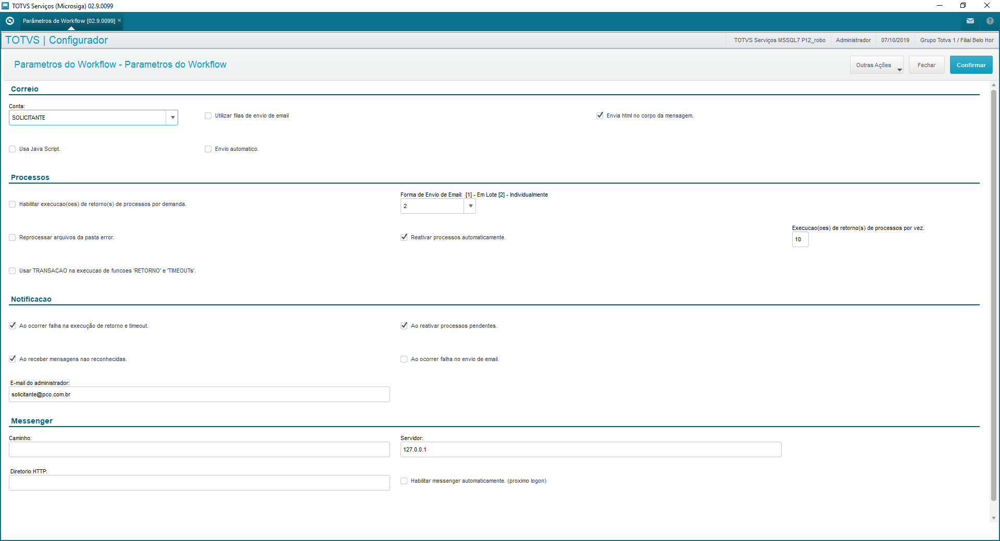 TOTVS Serviços (Microsiga) 02.9.0099
Parâmetros de Workflow [02.9.0099] ×
TOTVS | Configurador
TOTVS Serviços MSSQL7 P12_robo
Administrador
07/10/2019
Grupo Totvs 1 / Filial Belo Hor
Parametros do Workflow - Parametros do Workflow
Outras Ações
Fechar
Confirmar
Correio
Conta:
SOLICITANTE
Utilizar filas de envio de email
Envia html no corpo da mensagem.
Usa Java Script.
Envio automatico.
Processos
Forma de Envio de Email: [1] - Em Lote [2] - Individualmente
Habilitar execucao(oes) de retorno(s) de processos por demanda.
2
Execucao(oes) de retorno(s) de processos por vez.
Reprocessar arquivos da pasta error.
Reativar processos automaticamente.
10
Usar TRANSACAO na execucao de funcoes 'RETORNO' e 'TIMEOUTs'.
Notificacao
Ao ocorrer falha na execução de retorno e timeout.
Ao reativar processos pendentes.
Ao receber mensagens nao reconhecidas.
Ao ocorrer falha no envio de email.
E-mail do administrador:
solicitante@pco.com.br
Messenger
Caminho:
Servidor:
127.0.0.1
Diretorio HTTP:
Habilitar messenger automaticamente. (proximo logon)